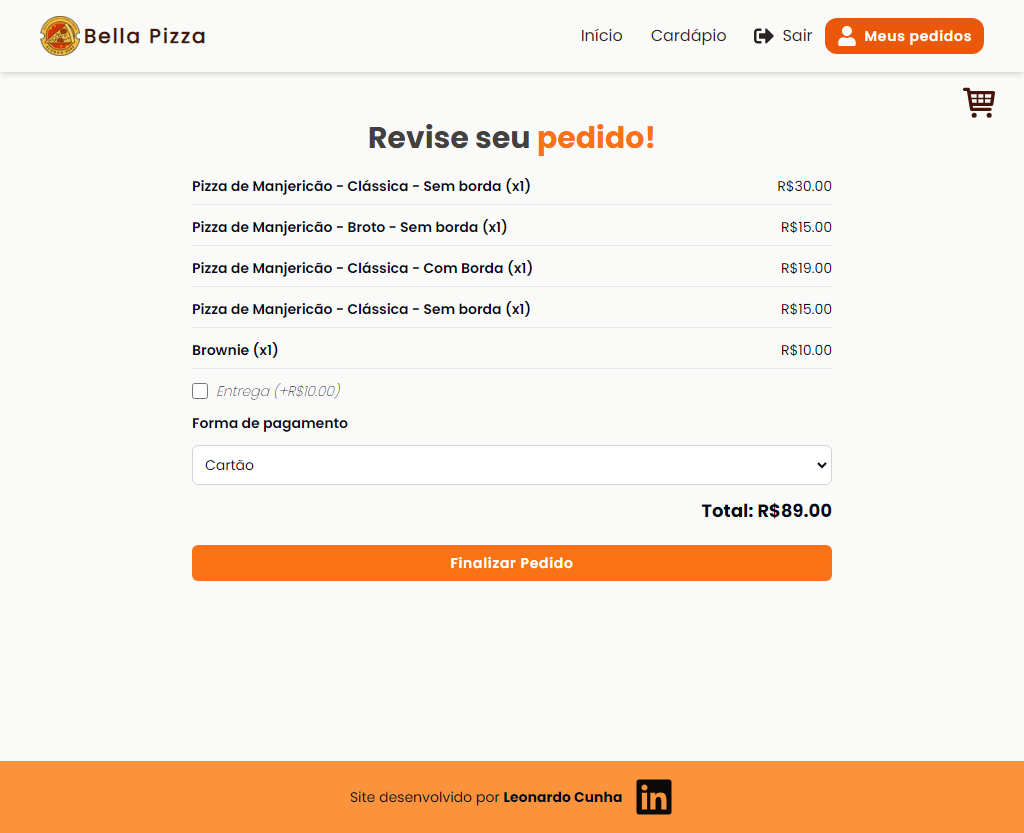 Bella Pizza
Início
Cardápio
Sair
Meus pedidos
Revise seu pedido!
Pizza de Manjericão - Clássica - Sem borda (x1) R$30.00
Pizza de Manjericão - Broto - Sem borda (x1) R$15.00
Pizza de Manjericão - Clássica - Com Borda (x1) R$19.00
Pizza de Manjericão - Clássica - Sem borda (x1) R$15.00
Brownie (x1) R$10.00
Entrega (+R$10.00)
Forma de pagamento
Cartão
Total: R$89.00
Finalizar Pedido
Site desenvolvido por Leonardo Cunha
in